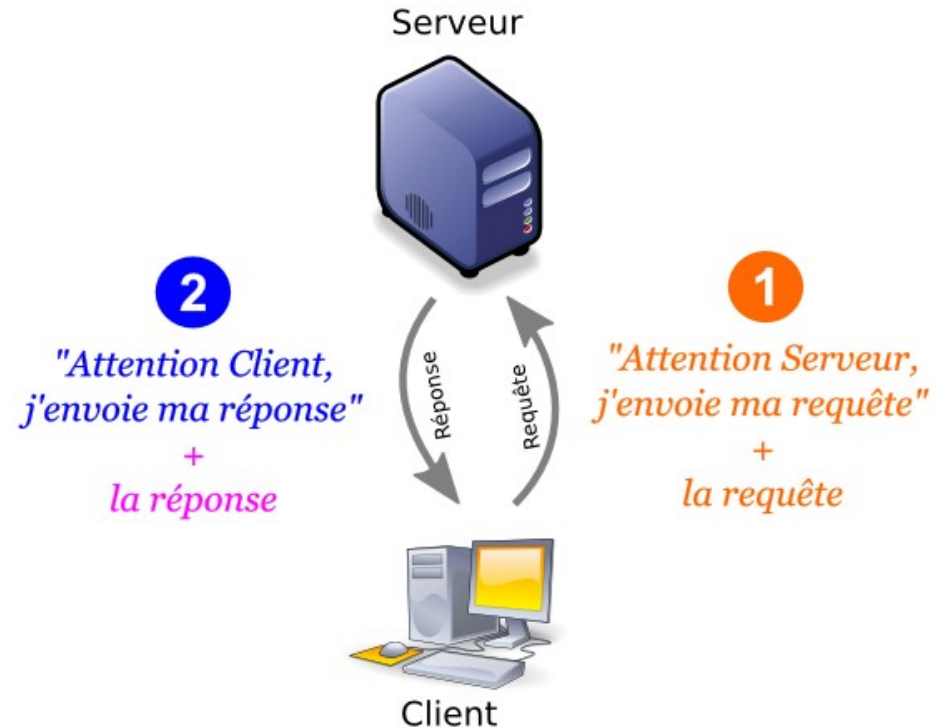 Serveur
2
"Attention Client,
j'envoie ma réponse"
+
la réponse
Réponse
Requête
1
"Attention Serveur,
j'envoie ma requête"
+
la requête
Client